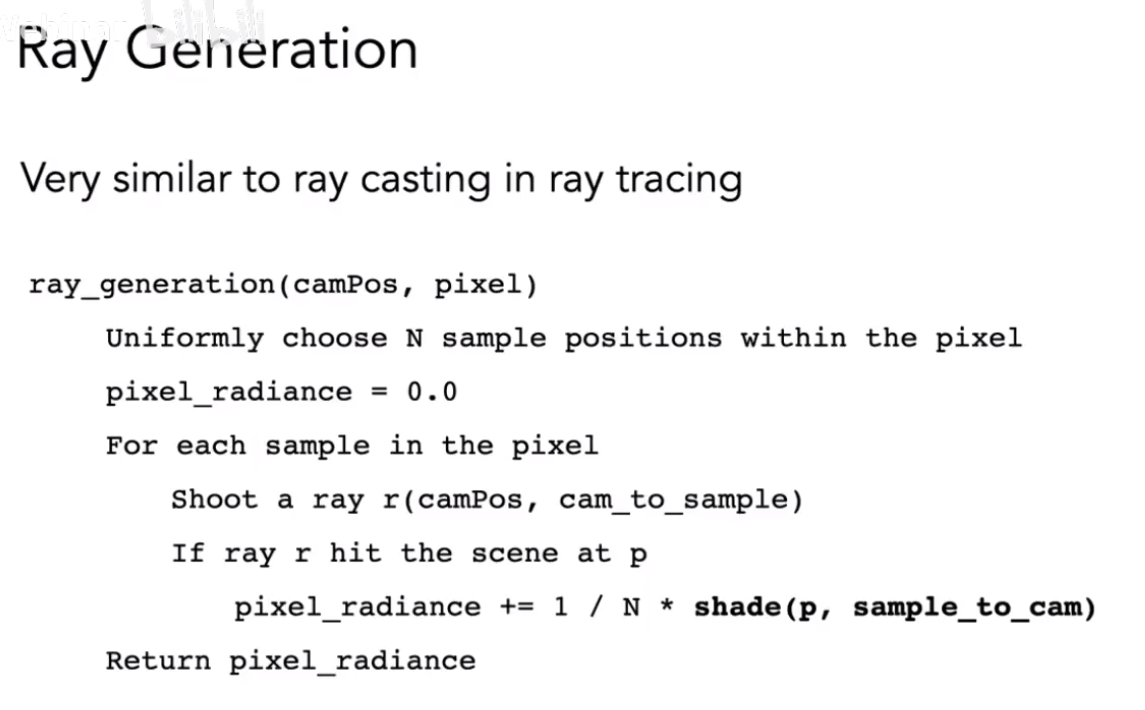 Ray Generation
Very similar to ray casting in ray tracing
ray_generation(camPos, pixel)
Uniformly choose N sample positions within the pixel
pixel_radiance = 0.0
For each sample in the pixel
Shoot a ray r(camPos, cam_to_sample)
If ray r hit the scene at p
pixel_radiance += 1 / N * shade(p, sample_to_cam)
Return pixel_radiance